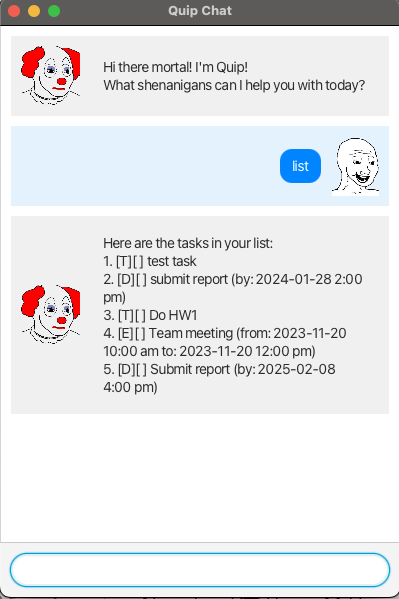 Quip Chat
Hi there mortal! I'm Quip!
What shenanigans can I help you with today?
list
Here are the tasks in your list:
1. [T][ ] test task
2. [D][ ] submit report (by: 2024-01-28 2:00
pm)
3. [T][ ] Do HW1
4. [E][ ] Team meeting (from: 2023-11-20
10:00 am to: 2023-11-20 12:00 pm)
5. [D][ ] Submit report (by: 2025-02-08
4:00 pm)